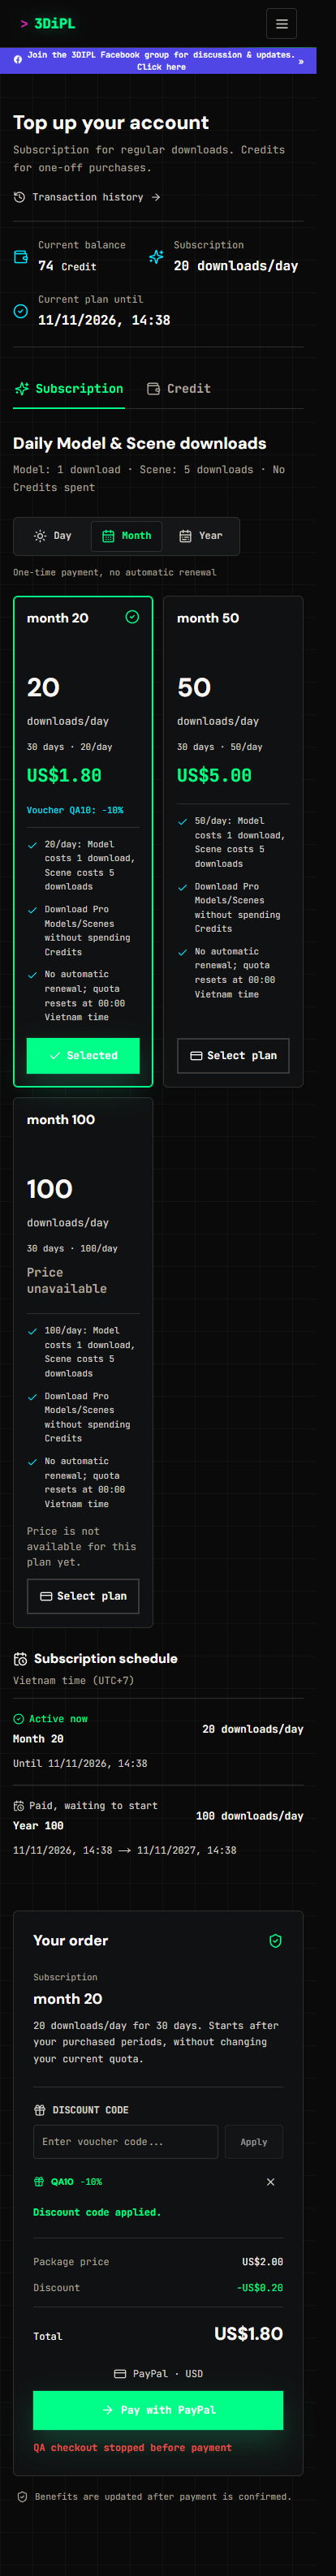 > 3DiPL
Join the 3DIPL Facebook group for discussion & updates.
Click here
»
Top up your account
Subscription for regular downloads. Credits
for one-off purchases.
Transaction history →
Current balance
74 Credit
Subscription
20 downloads/day
Current plan until
11/11/2026, 14:38
Subscription
Credit
Daily Model & Scene downloads
Model: 1 download · Scene: 5 downloads · No
Credits spent
Day
Month
Year
One-time payment, no automatic renewal
month 20
20
downloads/day
30 days · 20/day
US$1.80
Voucher QA10: -10%
20/day: Model
costs 1 download,
Scene costs 5
downloads
Download Pro
Models/Scenes
without spending
Credits
No automatic
renewal; quota
resets at 00:00
Vietnam time
Selected
month 50
50
downloads/day
30 days · 50/day
US$5.00
50/day: Model
costs 1 download,
Scene costs 5
downloads
Download Pro
Models/Scenes
without spending
Credits
No automatic
renewal; quota
resets at 00:00
Vietnam time
Select plan
month 100
100
downloads/day
30 days · 100/day
Price
unavailable
100/day: Model
costs 1 download,
Scene costs 5
downloads
Download Pro
Models/Scenes
without spending
Credits
No automatic
renewal; quota
resets at 00:00
Vietnam time
Price is not
available for this
plan yet.
Select plan
Subscription schedule
Vietnam time (UTC+7)
Active now
Month 20
20 downloads/day
Until 11/11/2026, 14:38
Paid, waiting to start
Year 100
100 downloads/day
11/11/2026, 14:38 → 11/11/2027, 14:38
Your order
Subscription
month 20
20 downloads/day for 30 days. Starts after
your purchased periods, without changing
your current quota.
DISCOUNT CODE
Enter voucher code...
Apply
QA10 -10%
Discount code applied.
Package price
US$2.00
Discount
-US$0.20
Total
US$1.80
PayPal · USD
→ Pay with PayPal
QA checkout stopped before payment
Benefits are updated after payment is confirmed.